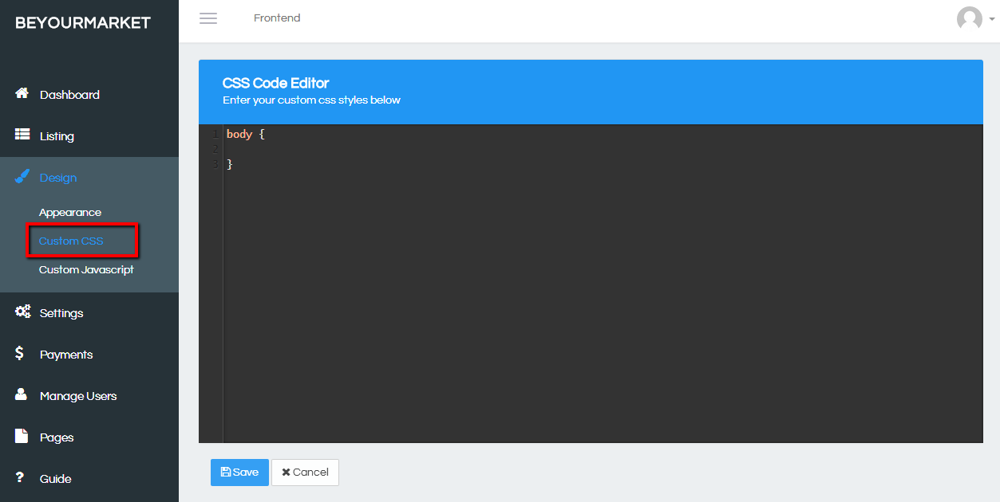 BEYOURMARKET
Frontend
Dashboard
Listing
Design
Appearance
Custom CSS
Custom Javascript
Settings
Payments
Manage Users
Pages
? Guide
CSS Code Editor
Enter your custom css styles below
1 body {
2
3 }
Save
Cancel